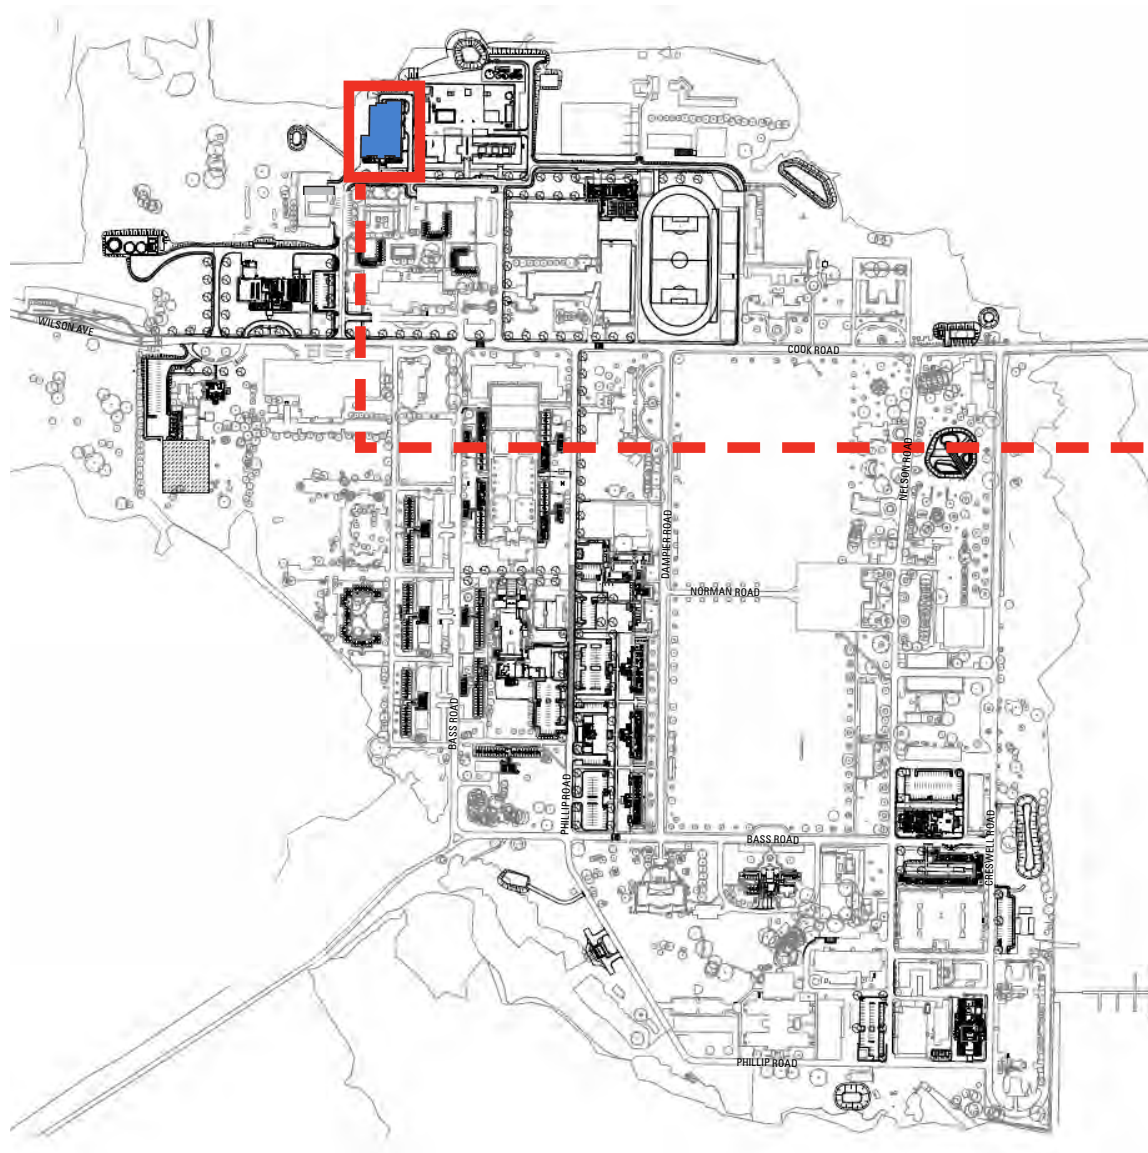 WILSON AVE
COOK ROAD
NELSON ROAD
DAMPIER ROAD
NORMAN ROAD
BASS ROAD
PHILLIP ROAD
BASS ROAD
CRESWELL ROAD
PHILLIP ROAD